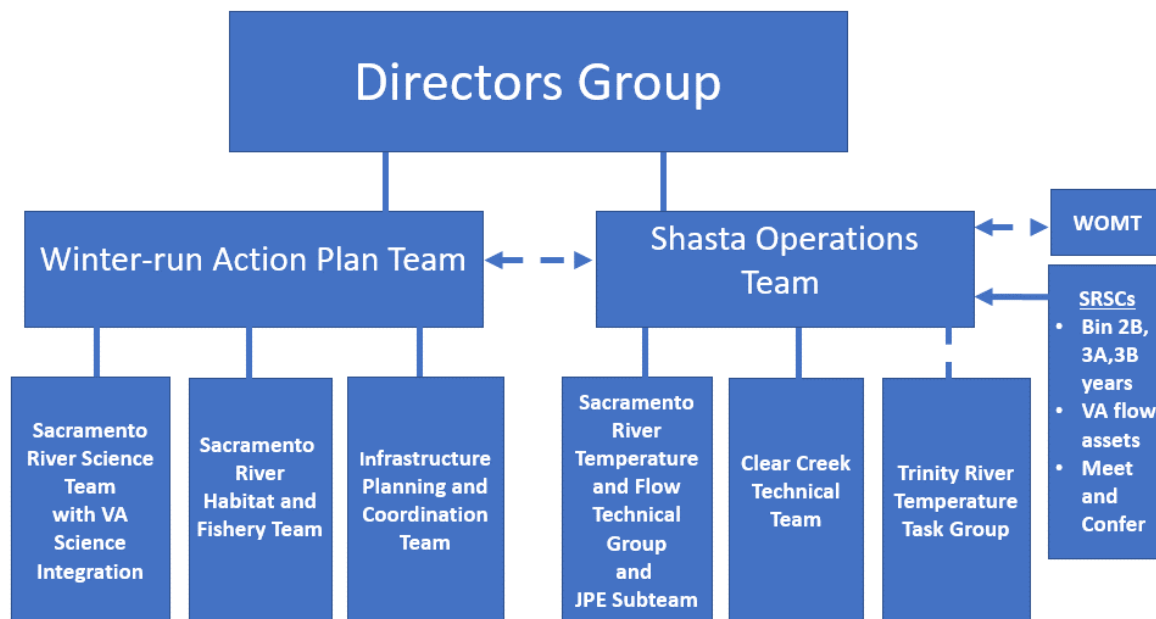 Directors Group
Winter-run Action Plan Team
Shasta Operations
Team
WOMT
SRSCs
• Bin 2B,
3A,3B
years
• VA flow
assets
• Meet
and
Confer
Sacramento
River Science
Team
with VA
Science
Integration
Sacramento
River
Habitat and
Fishery Team
Infrastructure
Planning and
Coordination
Team
Sacramento
River
Temperature
and Flow
Technical
Group
and
JPE Subteam
Clear Creek
Technical
Team
Trinity River
Temperature
Task Group